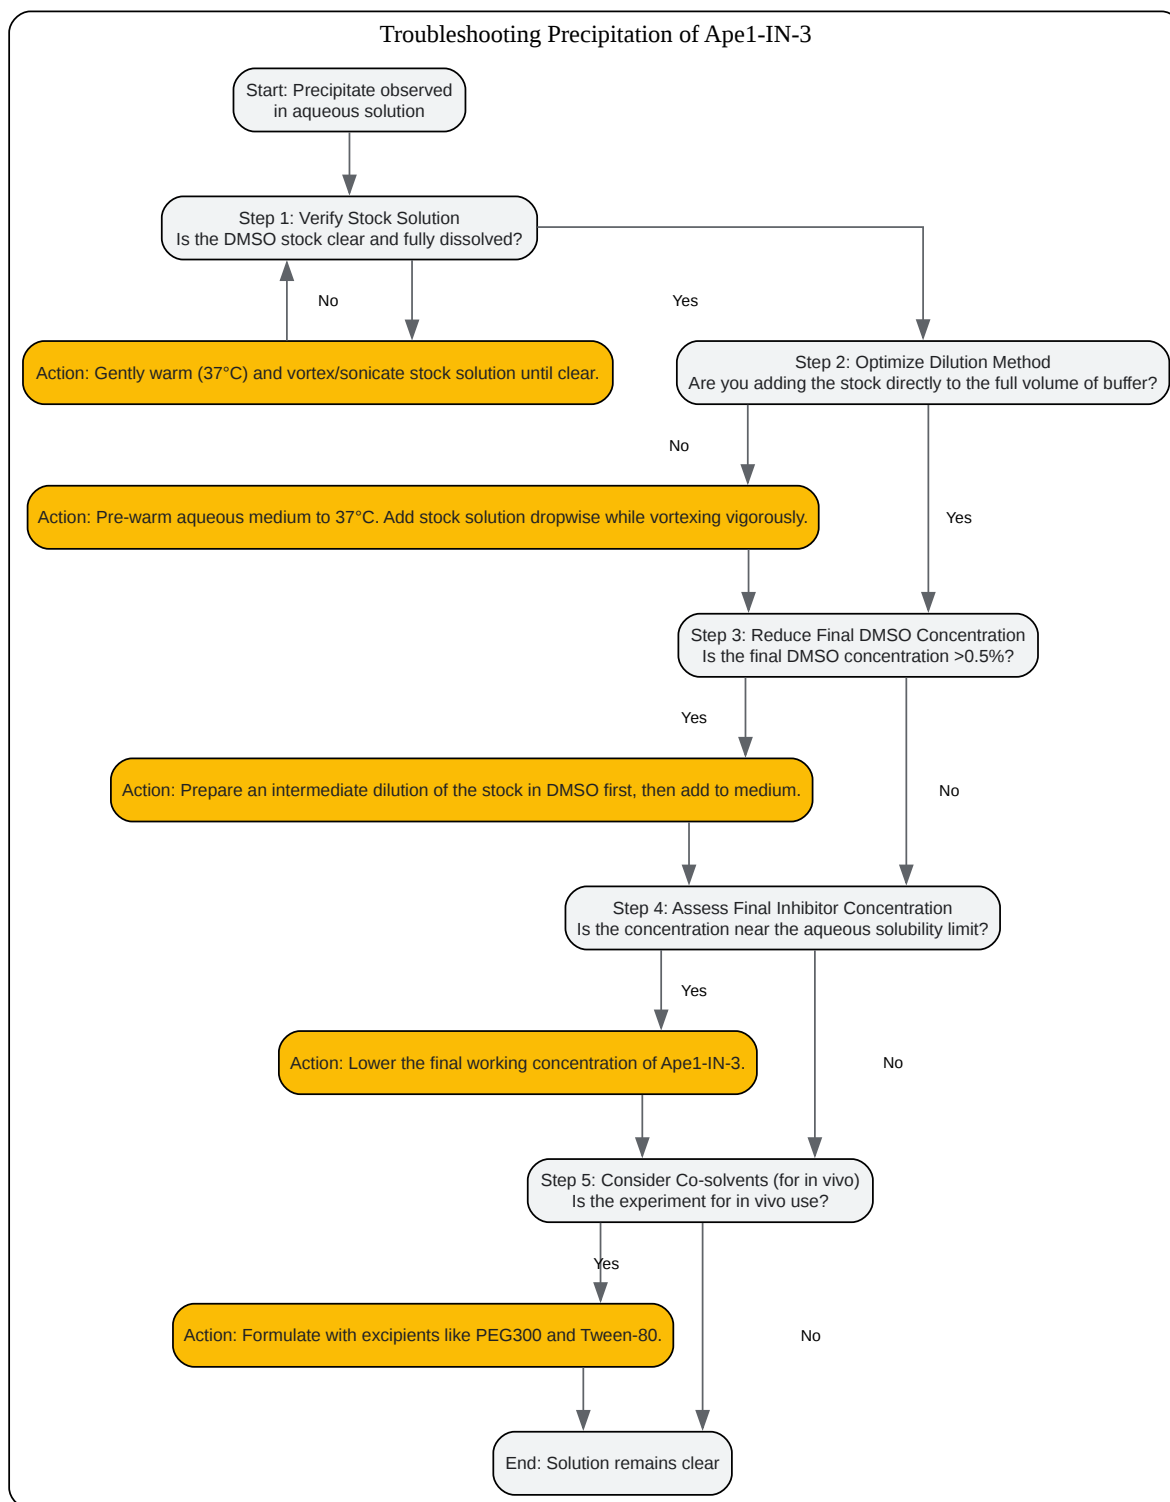 Troubleshooting Precipitation of Ape1-IN-3
Start: Precipitate observed
in aqueous solution
Step 1: Verify Stock Solution
Is the DMSO stock clear and fully dissolved?
No
Yes
Action: Gently warm (37°C) and vortex/sonicate stock solution until clear.
Step 2: Optimize Dilution Method
Are you adding the stock directly to the full volume of buffer?
No
Yes
Action: Pre-warm aqueous medium to 37°C. Add stock solution dropwise while vortexing vigorously.
Step 3: Reduce Final DMSO Concentration
Is the final DMSO concentration >0.5%?
Yes
No
Action: Prepare an intermediate dilution of the stock in DMSO first, then add to medium.
Step 4: Assess Final Inhibitor Concentration
Is the concentration near the aqueous solubility limit?
Yes
No
Action: Lower the final working concentration of Ape1-IN-3.
Step 5: Consider Co-solvents (for in vivo)
Is the experiment for in vivo use?
Yes
No
Action: Formulate with excipients like PEG300 and Tween-80.
End: Solution remains clear